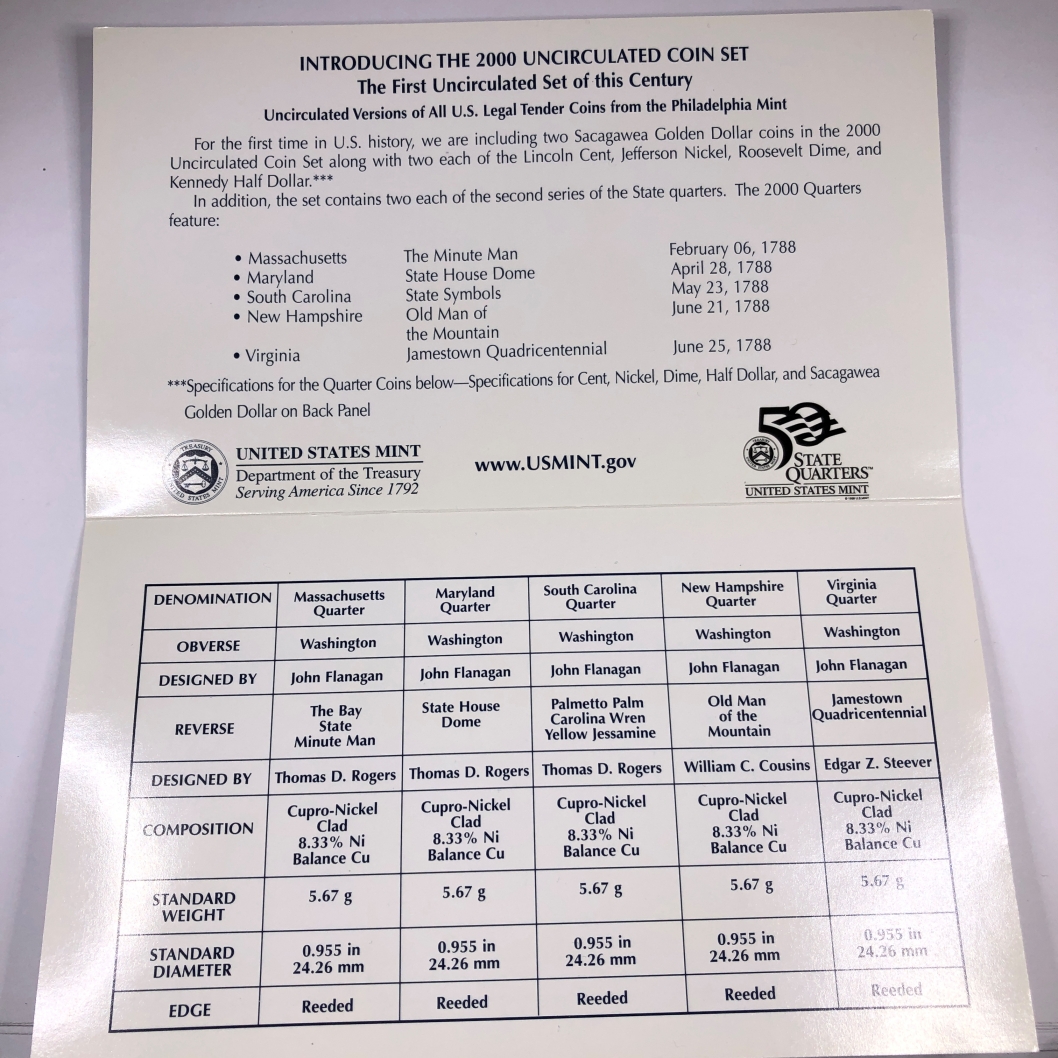 INTRODUCING THE 2000 UNCIRCULATED COIN SET
The First Uncirculated Set of this Century
Uncirculated Versions of All U.S. Legal Tender Coins from the Philadelphia Mint
For the first time in U.S. history, we are including two Sacagawea Golden Dollar coins in the 2000
Uncirculated Coin Set along with two each of the Lincoln Cent, Jefferson Nickel, Roosevelt Dime, and
Kennedy Half Dollar.***
In addition, the set contains two each of the second series of the State quarters. The 2000 Quarters
feature:
• Massachusetts The Minute Man February 06, 1788
• Maryland State House Dome April 28, 1788
• South Carolina State Symbols May 23, 1788
• New Hampshire Old Man of June 21, 1788
the Mountain
• Virginia Jamestown Quadricentennial June 25, 1788
***Specifications for the Quarter Coins below—Specifications for Cent, Nickel, Dime, Half Dollar, and Sacagawea
Golden Dollar on Back Panel
TREASURY
UNITED STATES MINT
UNITED STATES MINT
Department of the Treasury
Serving America Since 1792
www.USMINT.gov
50
STATE
QUARTERS™
UNITED STATES MINT
DENOMINATION Massachusetts Maryland South Carolina New Hampshire Virginia
Quarter Quarter Quarter Quarter Quarter
OBVERSE Washington Washington Washington Washington Washington
DESIGNED BY John Flanagan John Flanagan John Flanagan John Flanagan John Flanagan
REVERSE The Bay State House Palmetto Palm Old Man Jamestown
State Dome Carolina Wren of the Quadricentennial
Minute Man Yellow Jessamine Mountain
DESIGNED BY Thomas D. Rogers Thomas D. Rogers Thomas D. Rogers William C. Cousins Edgar Z. Steever
COMPOSITION Cupro-Nickel Cupro-Nickel Cupro-Nickel Cupro-Nickel Cupro-Nickel
Clad Clad Clad Clad Clad
8.33% Ni 8.33% Ni 8.33% Ni 8.33% Ni 8.33% Ni
Balance Cu Balance Cu Balance Cu Balance Cu Balance Cu
STANDARD 5.67 g 5.67 g 5.67 g 5.67 g 5.67 g
WEIGHT
STANDARD 0.955 in 0.955 in 0.955 in 0.955 in 0.955 in
DIAMETER 24.26 mm 24.26 mm 24.26 mm 24.26 mm 24.26 mm
EDGE Reeded Reeded Reeded Reeded Reeded